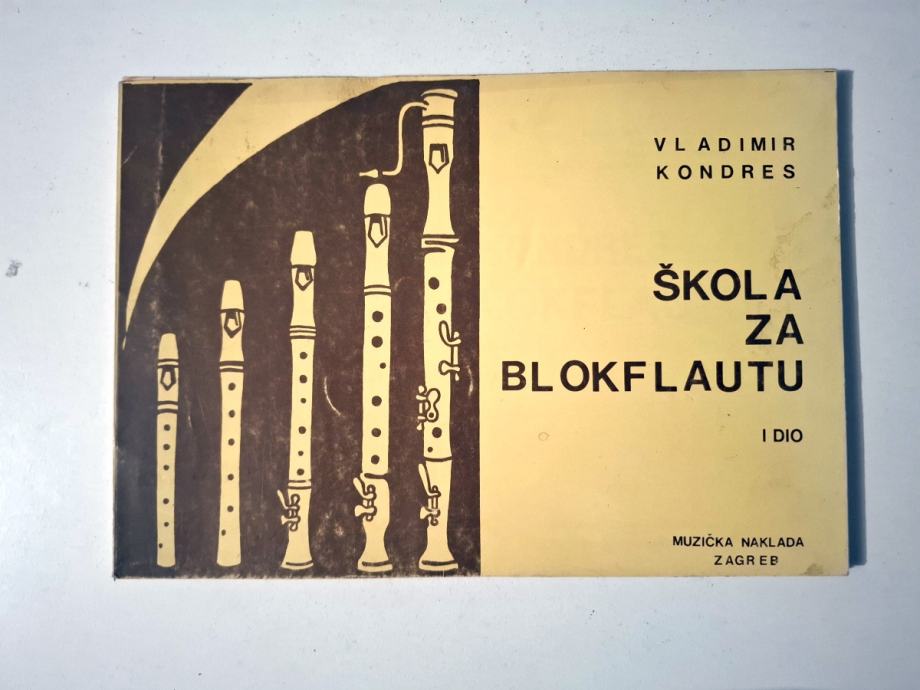 VLADIMIR
KONDRES
ŠKOLA
ZA
BLOKFLAUTU
I DIO
MUZIČKA NAKLADA
ZAGREB